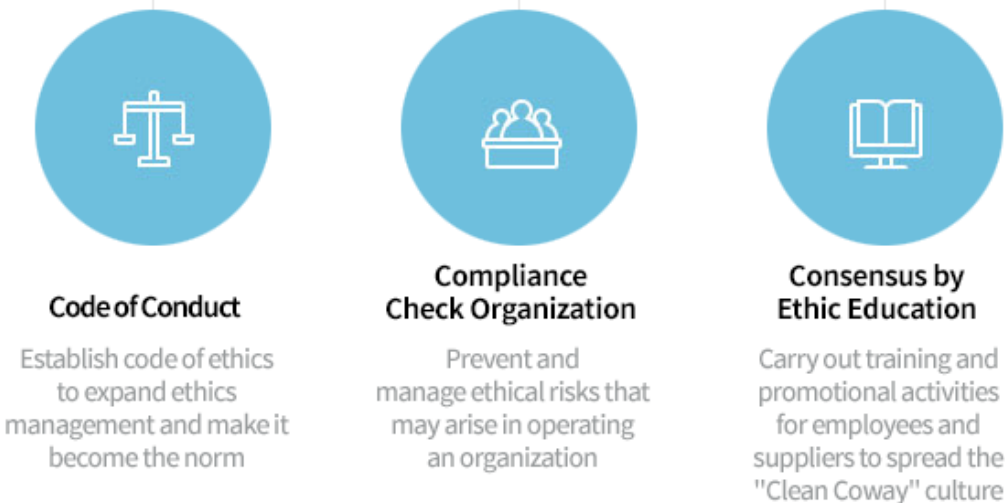 Code of Conduct
Establish code of ethics
to expand ethics
management and make it
become the norm
Compliance
Check Organization
Prevent and
manage ethical risks that
may arise in operating
an organization
Consensus by
Ethic Education
Carry out training and
promotional activities
for employees and
suppliers to spread the
"Clean Coway" culture